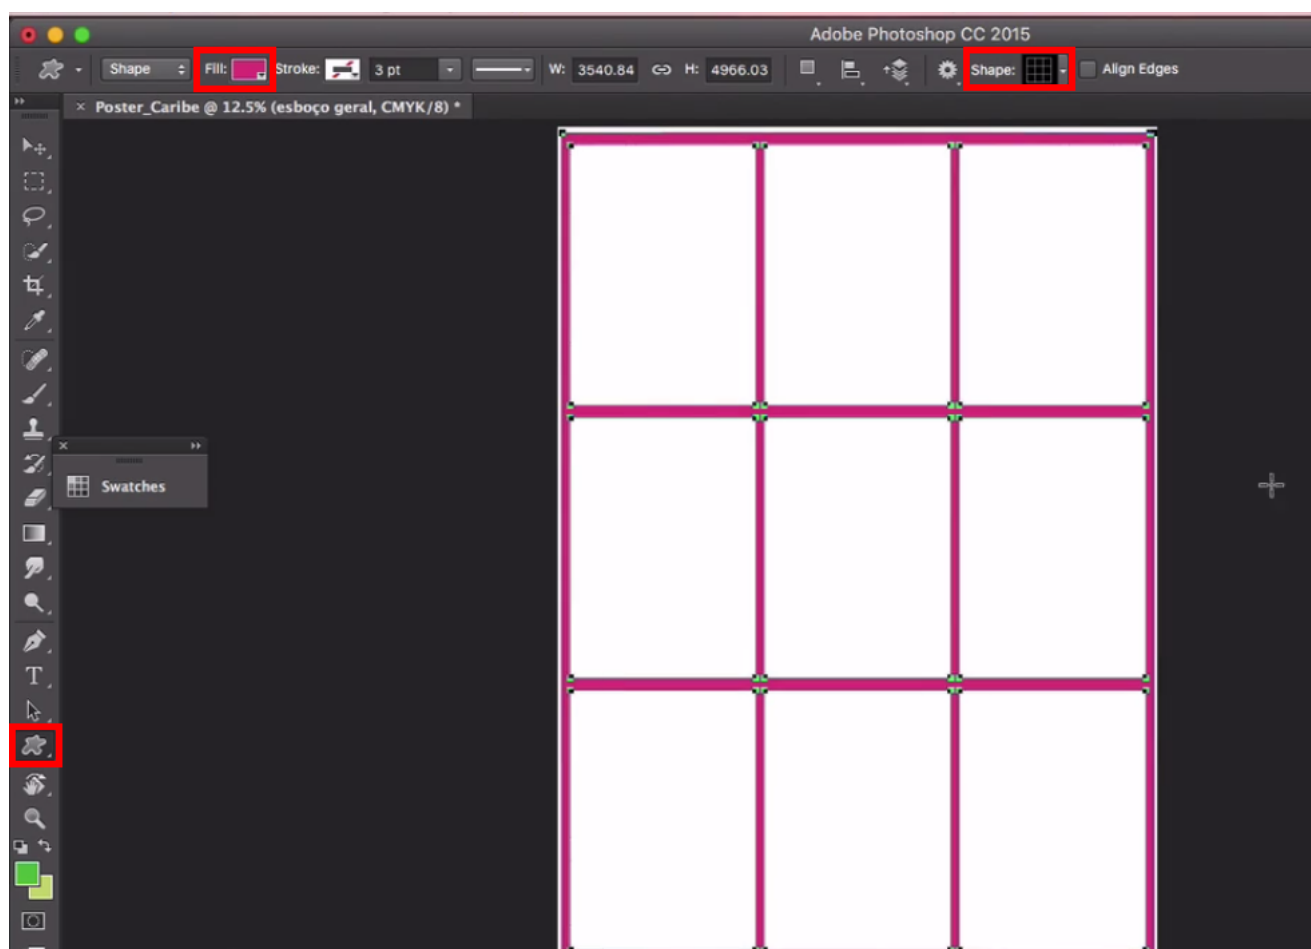 Adobe Photoshop CC 2015
Shape Fill: Stroke: 3 pt W: 3540.84 H: 4966.03 Shape: Align Edges
× Poster_Caribe @ 12.5% (esboço geral, CMYK/8) *
Swatches
T